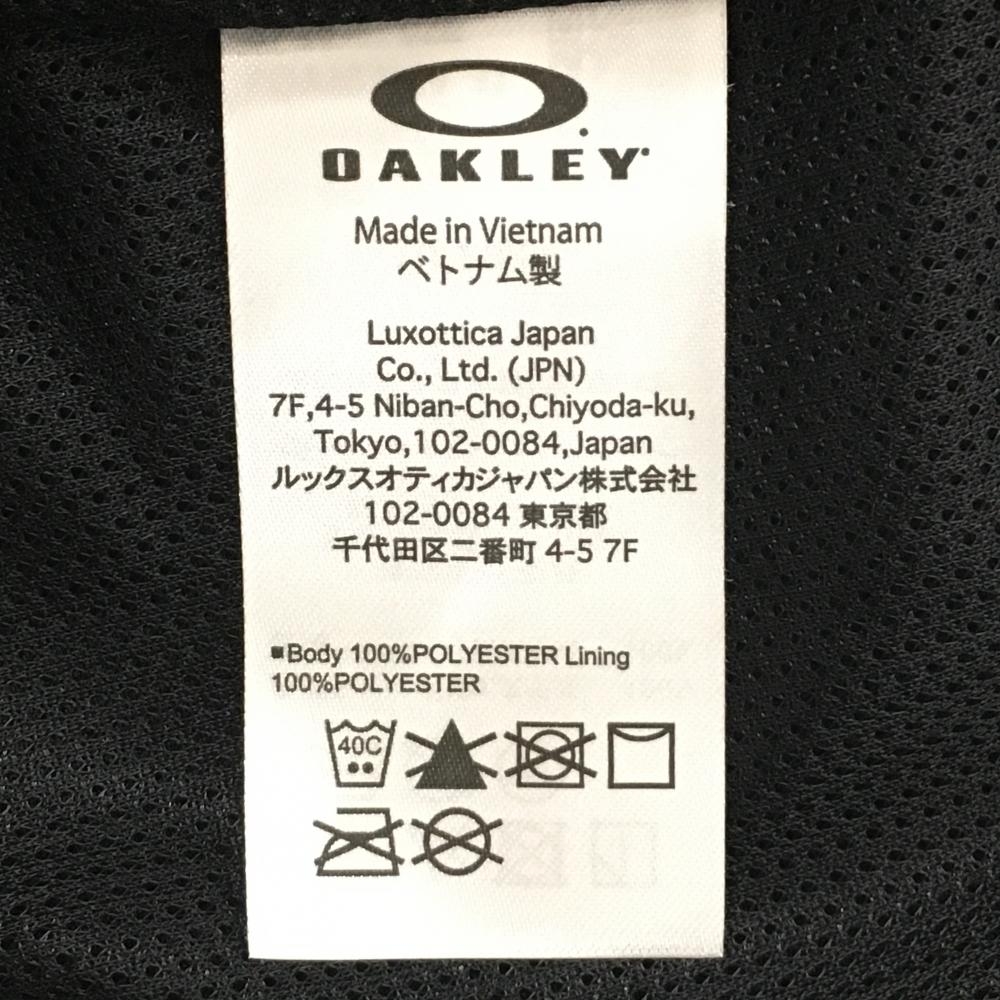 OAKLEY
Made in Vietnam
ベトナム製
Luxottica Japan
Co., Ltd. (JPN)
7F,4-5 Niban-Cho,Chiyoda-ku,
Tokyo,102-0084,Japan
ルックスオティカジャパン株式会社
102-0084 東京都
千代田区二番町 4-5 7F
■Body 100%POLYESTER Lining
100%POLYESTER
40C